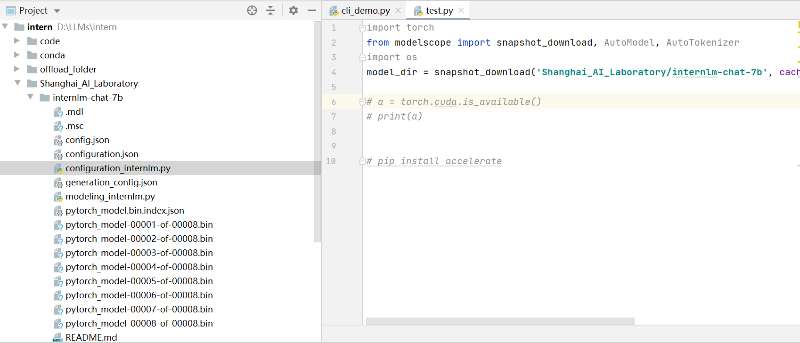 Project
cli_demo.py
test.py
intern D:\LLMs\intern
code
conda
offload_folder
Shanghai_AI_Laboratory
internlm-chat-7b
.mdl
.msc
config.json
configuration.json
configuration_internlm.py
generation_config.json
modeling_internlm.py
pytorch_model.bin.index.json
pytorch_model-00001-of-00008.bin
pytorch_model-00002-of-00008.bin
pytorch_model-00003-of-00008.bin
pytorch_model-00004-of-00008.bin
pytorch_model-00005-of-00008.bin
pytorch_model-00006-of-00008.bin
pytorch_model-00007-of-00008.bin
pytorch_model-00008-of-00008.bin
README.md
1 import torch
2 from modelscope import snapshot_download, AutoModel, AutoTokenizer
3 import os
4 model_dir = snapshot_download('Shanghai_AI_Laboratory/internlm-chat-7b', cach
5
6 # a = torch.cuda.is_available()
7 # print(a)
8
9
10 # pip install accelerate